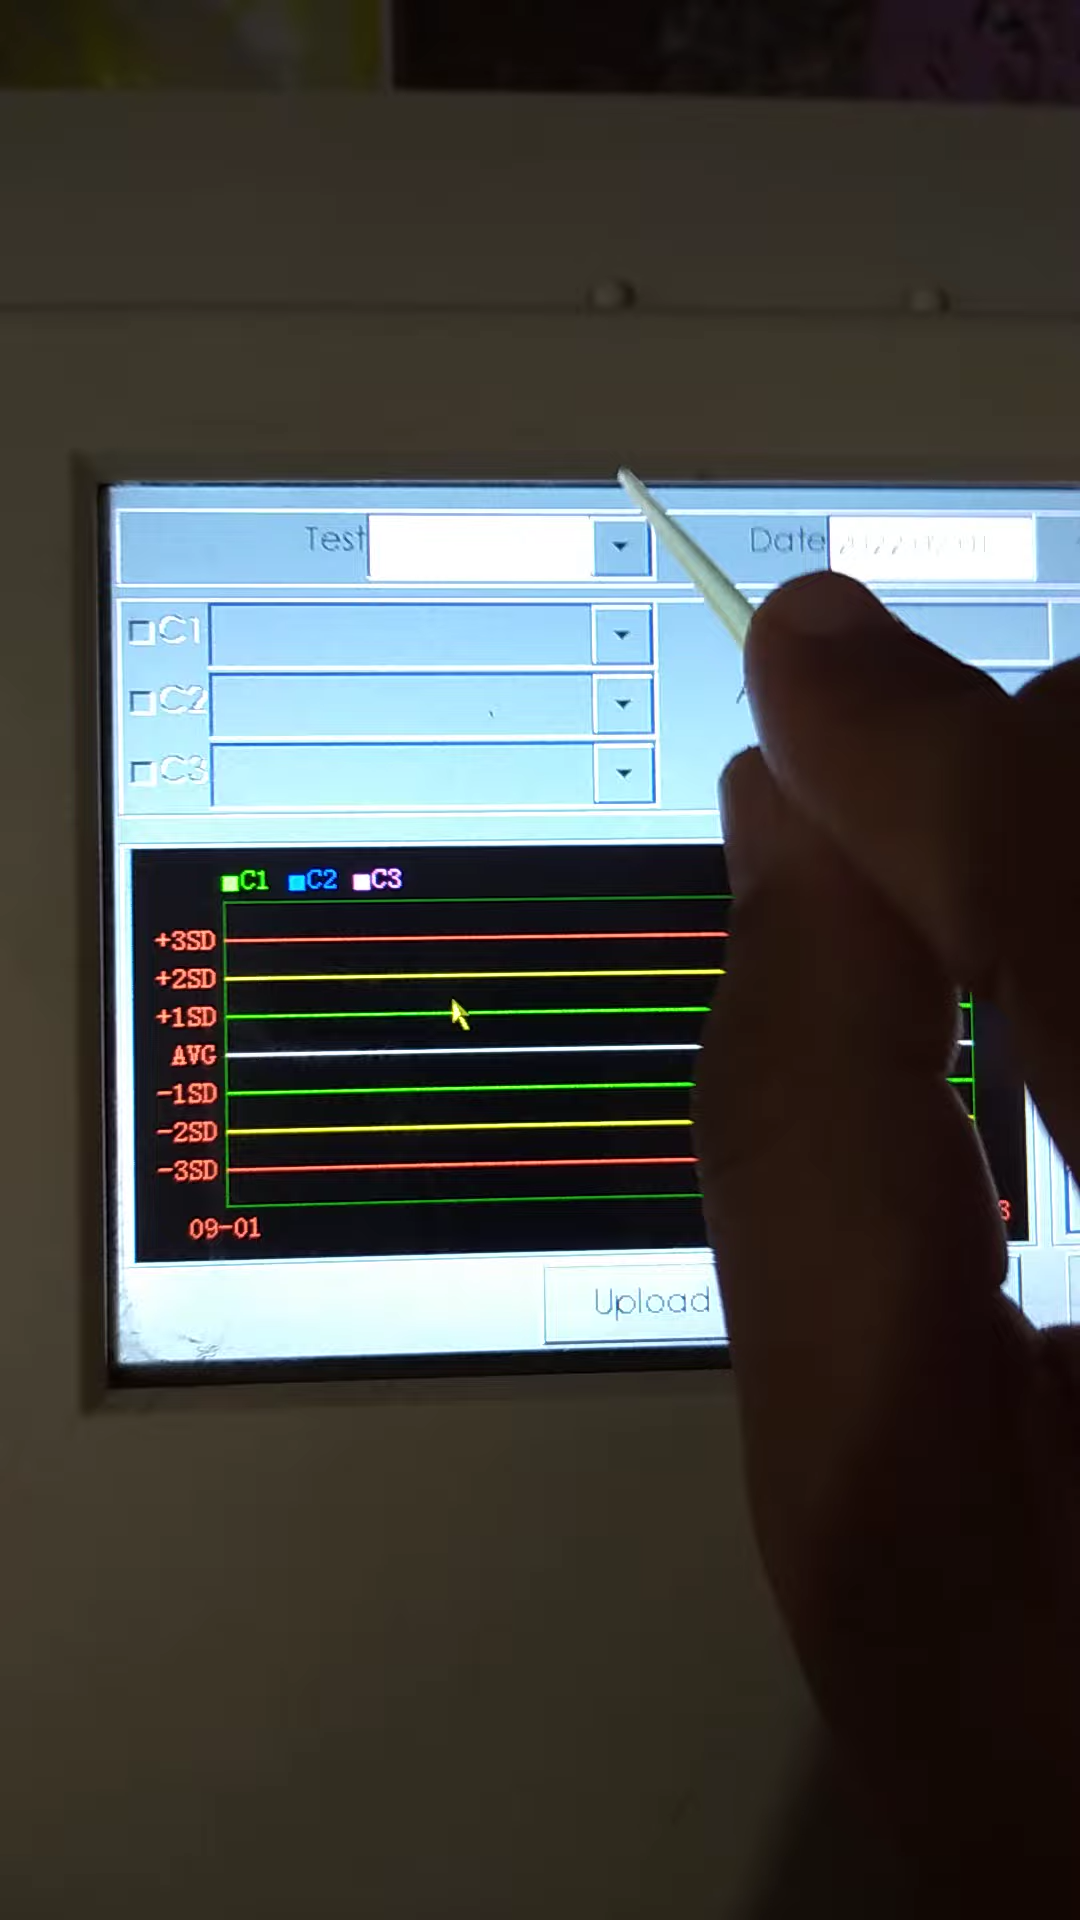 Test Date
C1
C2
C3
C1 C2 C3
+3SD
+2SD
+1SD
AVG
-1SD
-2SD
-3SD
09-01
Upload